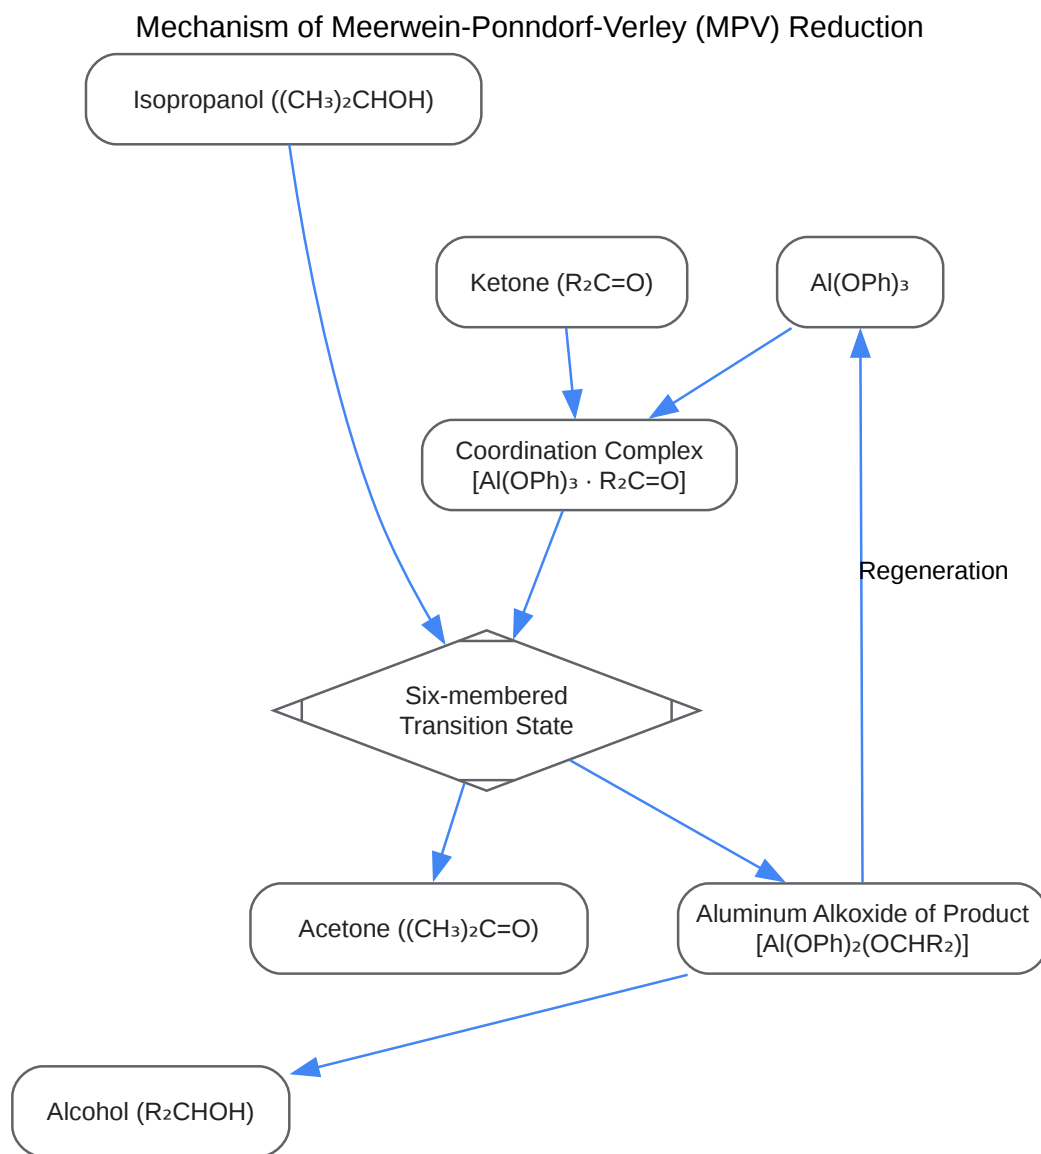 Mechanism of Meerwein-Ponndorf-Verley (MPV) Reduction
Isopropanol ((CH₃)₂CHOH)
Ketone (R₂C=O)
Al(OPh)₃
Coordination Complex
[Al(OPh)₃ · R₂C=O]
Regeneration
Six-membered
Transition State
Acetone ((CH₃)₂C=O)
Aluminum Alkoxide of Product
[Al(OPh)₂(OCHR₂)]
Alcohol (R₂CHOH)